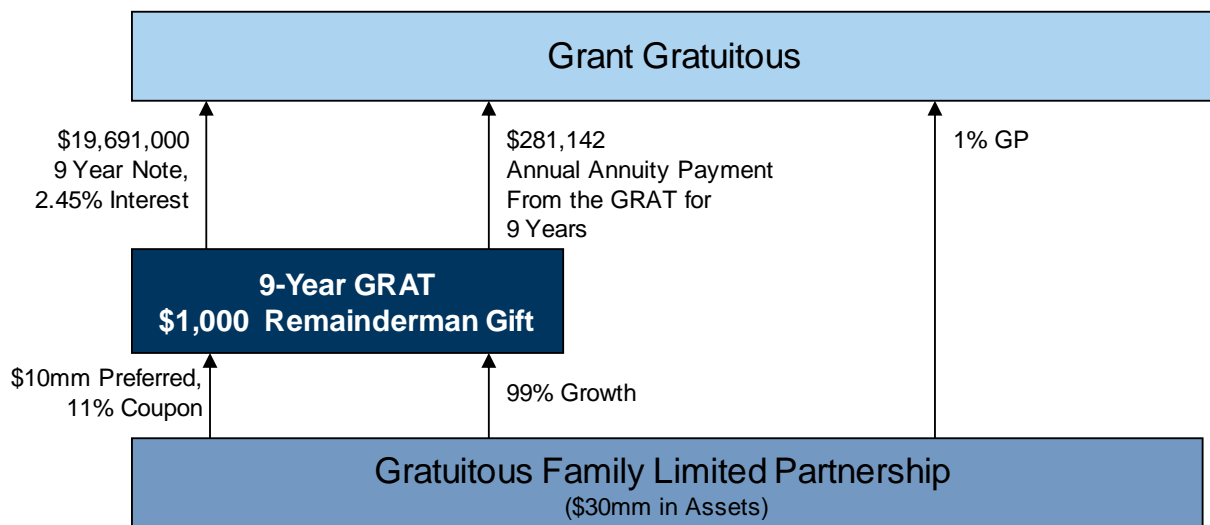 Grant Gratuitous
$19,691,000
9 Year Note,
2.45% Interest
$281,142
Annual Annuity Payment
From the GRAT for
9 Years
1% GP
9-Year GRAT
$1,000 Remainderman Gift
$10mm Preferred,
11% Coupon
99% Growth
Gratuitous Family Limited Partnership
($30mm in Assets)